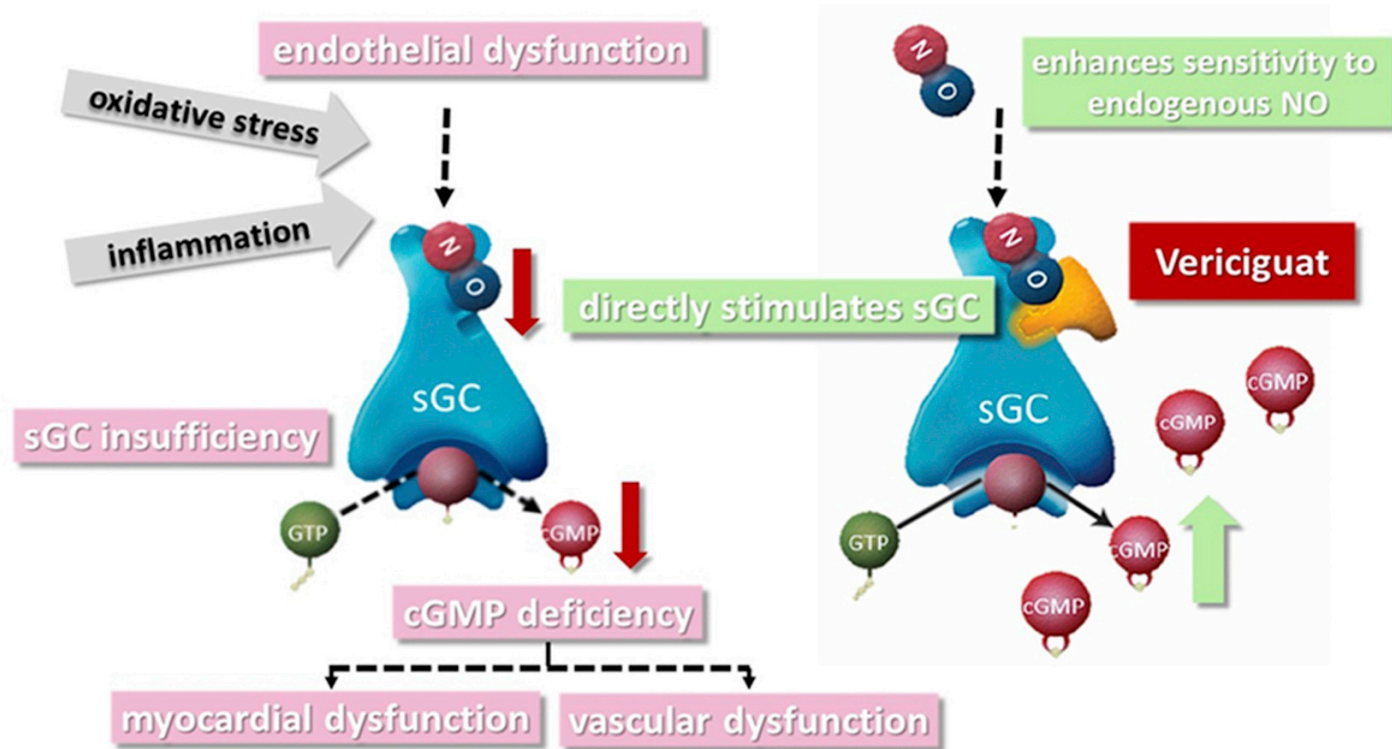 endothelial dysfunction
oxidative stress
inflammation
N
O
sGC
sGC insufficiency
GTP
cGMP
cGMP deficiency
myocardial dysfunction
vascular dysfunction
directly stimulates sGC
N
O
enhances sensitivity to
endogenous NO
N
O
Vericiguat
sGC
GTP
cGMP
cGMP
cGMP
cGMP